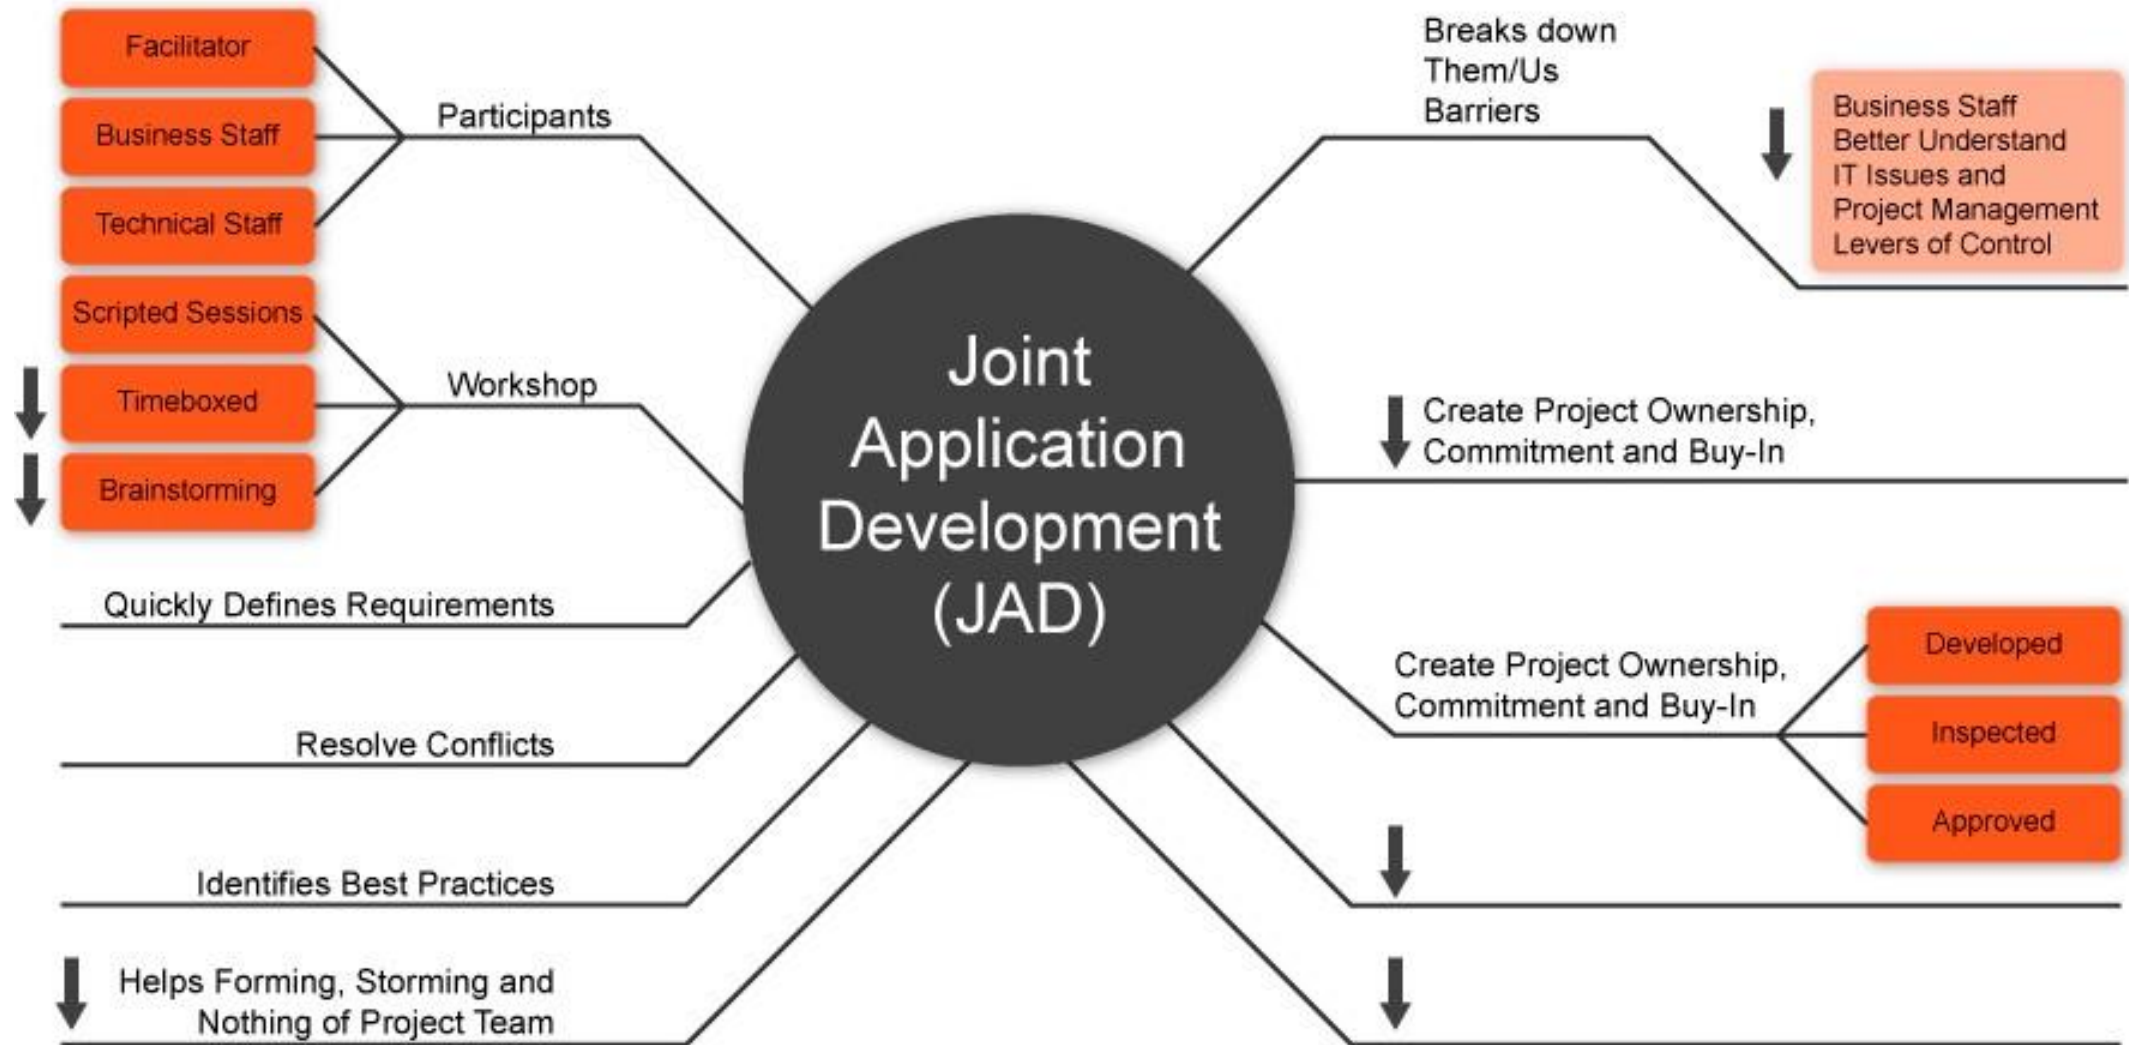 Facilitator
Business Staff
Technical Staff
Participants
Scripted Sessions
Timeboxed
Brainstorming
Workshop
Quickly Defines Requirements
Resolve Conflicts
Identifies Best Practices
Helps Forming, Storming and
Nothing of Project Team
Joint
Application
Development
(JAD)
Breaks down
Them/Us
Barriers
Business Staff
Better Understand
IT Issues and
Project Management
Levers of Control
Create Project Ownership,
Commitment and Buy-In
Create Project Ownership,
Commitment and Buy-In
Developed
Inspected
Approved